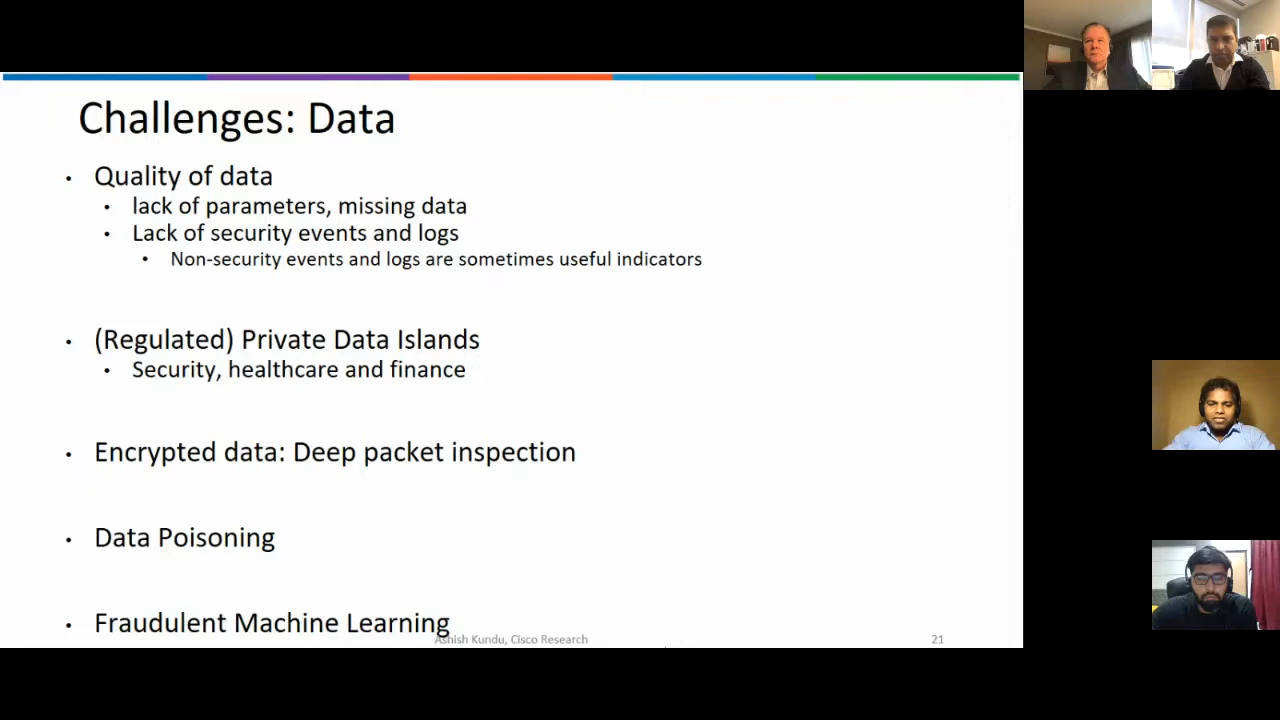 Challenges: Data
• Quality of data
• lack of parameters, missing data
• Lack of security events and logs
• Non-security events and logs are sometimes useful indicators
• (Regulated) Private Data Islands
• Security, healthcare and finance
• Encrypted data: Deep packet inspection
• Data Poisoning
• Fraudulent Machine Learning
Ashish Kundu, Cisco Research
21